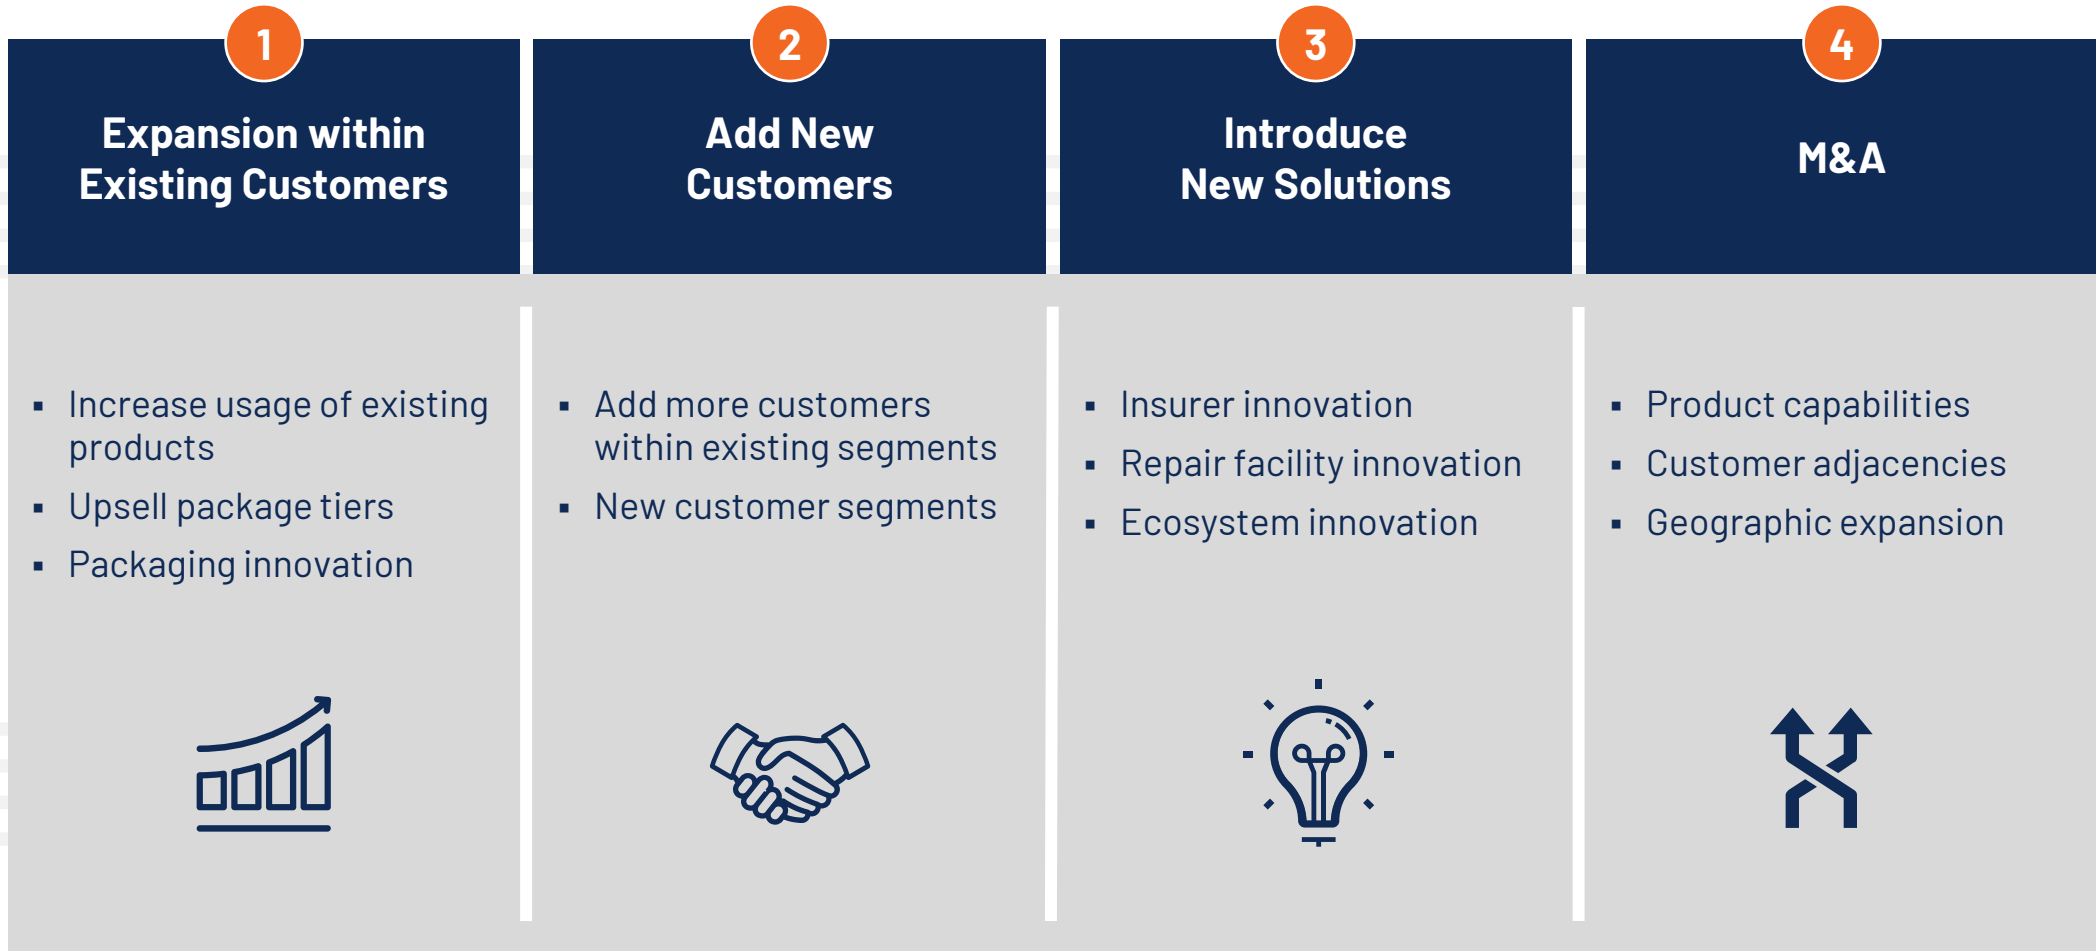 1
Expansion within
Existing Customers
▪ Increase usage of existing
products
▪ Upsell package tiers
▪ Packaging innovation
2
Add New
Customers
▪ Add more customers
within existing segments
▪ New customer segments
3
Introduce
New Solutions
▪ Insurer innovation
▪ Repair facility innovation
▪ Ecosystem innovation
4
M&A
▪ Product capabilities
▪ Customer adjacencies
▪ Geographic expansion